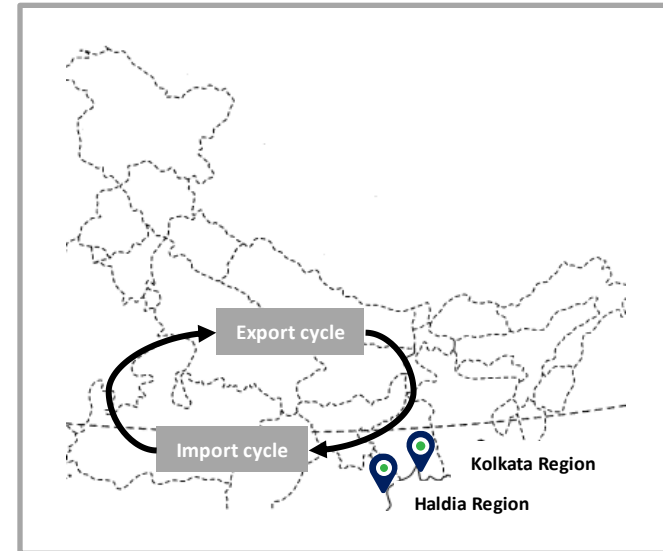 Export cycle
Import cycle
Kolkata Region
Haldia Region